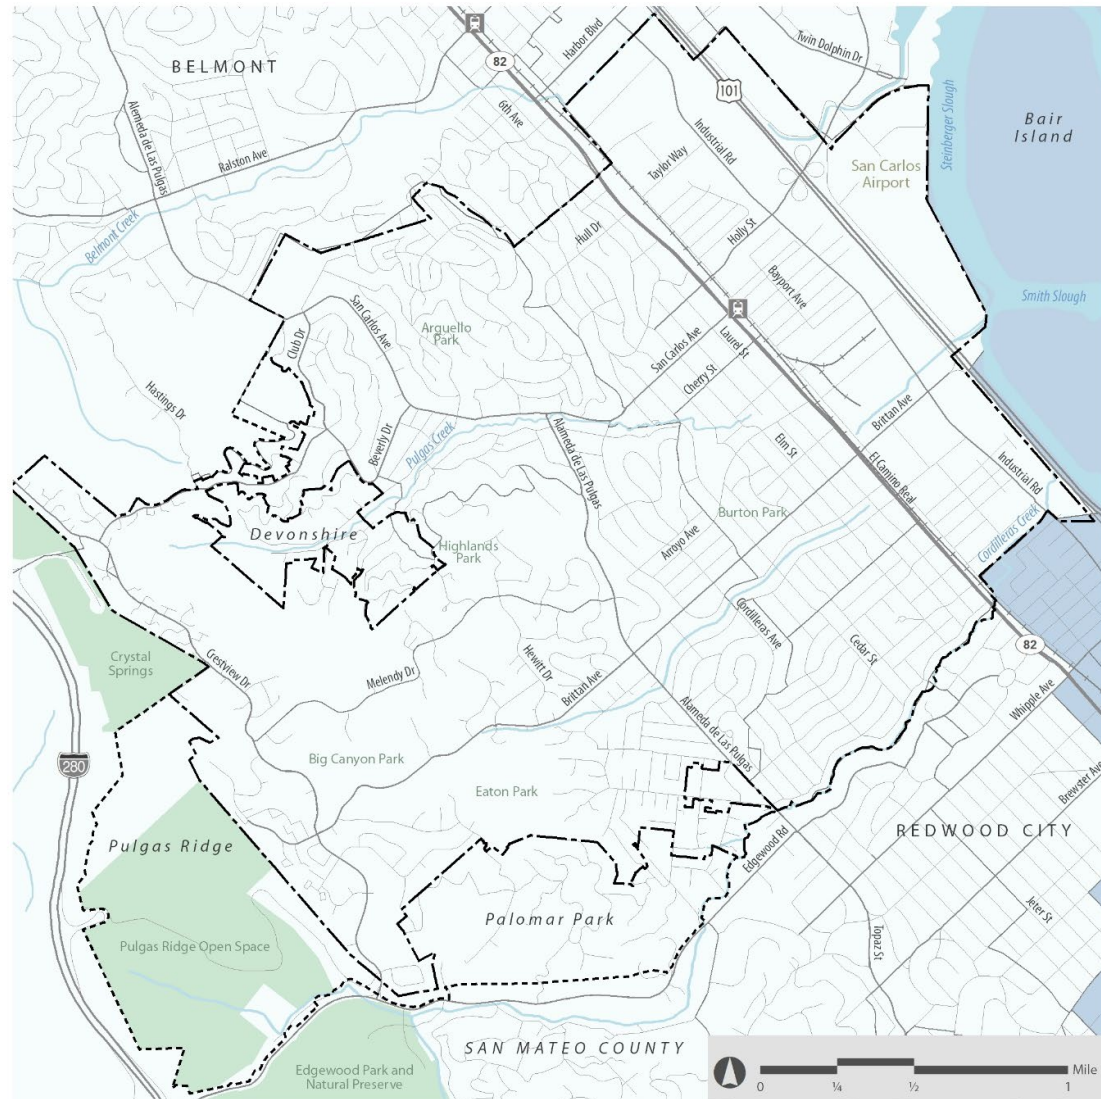 BELMONT
82
Harbor Blvd
Twin Dolphin Dr
101
Steinberger Slough
Bair
Island
Alemeda de Las Pulgas
6th Ave
Ralston Ave
Taylor Way
Industrial Rd
San Carlos
Airport
Belmont Creek
Hull Dr
Holly St
Bayport Ave
Smith Slough
San Carlos Ave
Club Dr
Arguello
Park
San Carlos Ave
Laurel St
Cherry St
Hastings Dr
Beverly Dr
Pulgas Creek
Alameda de Las Pulgas
Elm St
Brittan Ave
El Camino Real
Industrial Rd
Devonshire
Highlands
Park
Burton Park
Arroyo Ave
Cordilleras Creek
Crystal
Springs
Crestview Dr
Melendy Dr
Hewitt Dr
Brittan Ave
Cordilleras Ave
Cedar St
82
Whipple Ave
Alameda de Las Pulgas
280
Big Canyon Park
Eaton Park
Brewster Ave
Pulgas Ridge
Edgewood Rd
REDWOOD CITY
Palomar Park
Jeter St
Topaz St
Pulgas Ridge Open Space
SAN MATEO COUNTY
Edgewood Park and
Natural Preserve
0 ¼ ½ 1 Mile